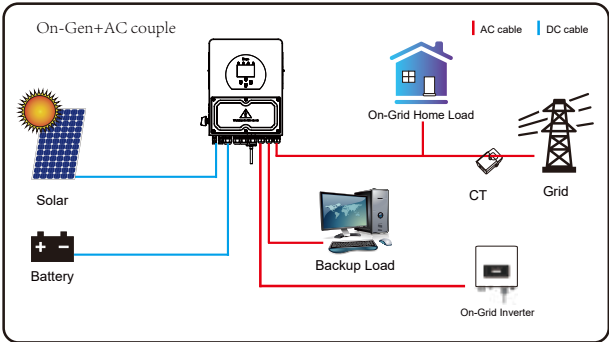 On-Gen+AC couple
AC cable
DC cable
On-Grid Home Load
Solar
CT
Grid
Battery
Backup Load
On-Grid Inverter